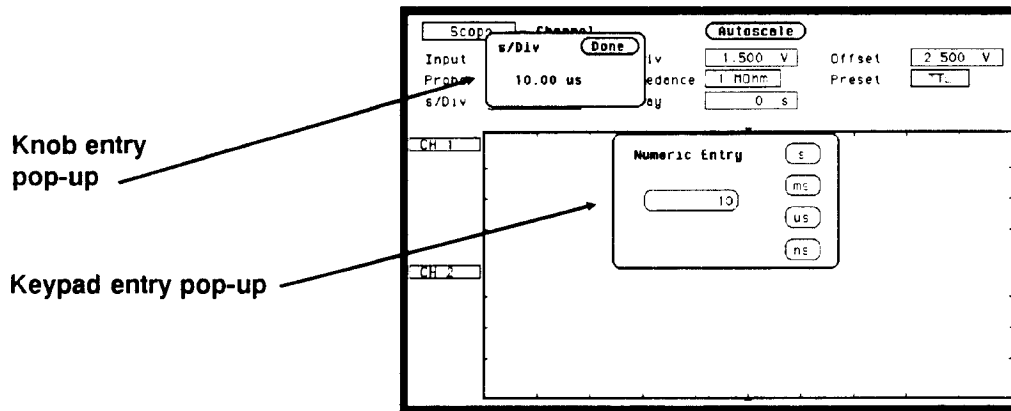 Scope Channel Autoscale
s/Div Done
Input iv 1.500 V Offset 2.500 V
Probe 10.00 us edance 1 MOhm Preset TTL
s/Div ay 0 s
Knob entry
pop-up
CH 1
Numeric Entry s
ms
10
us
ns
CH 2
Keypad entry pop-up